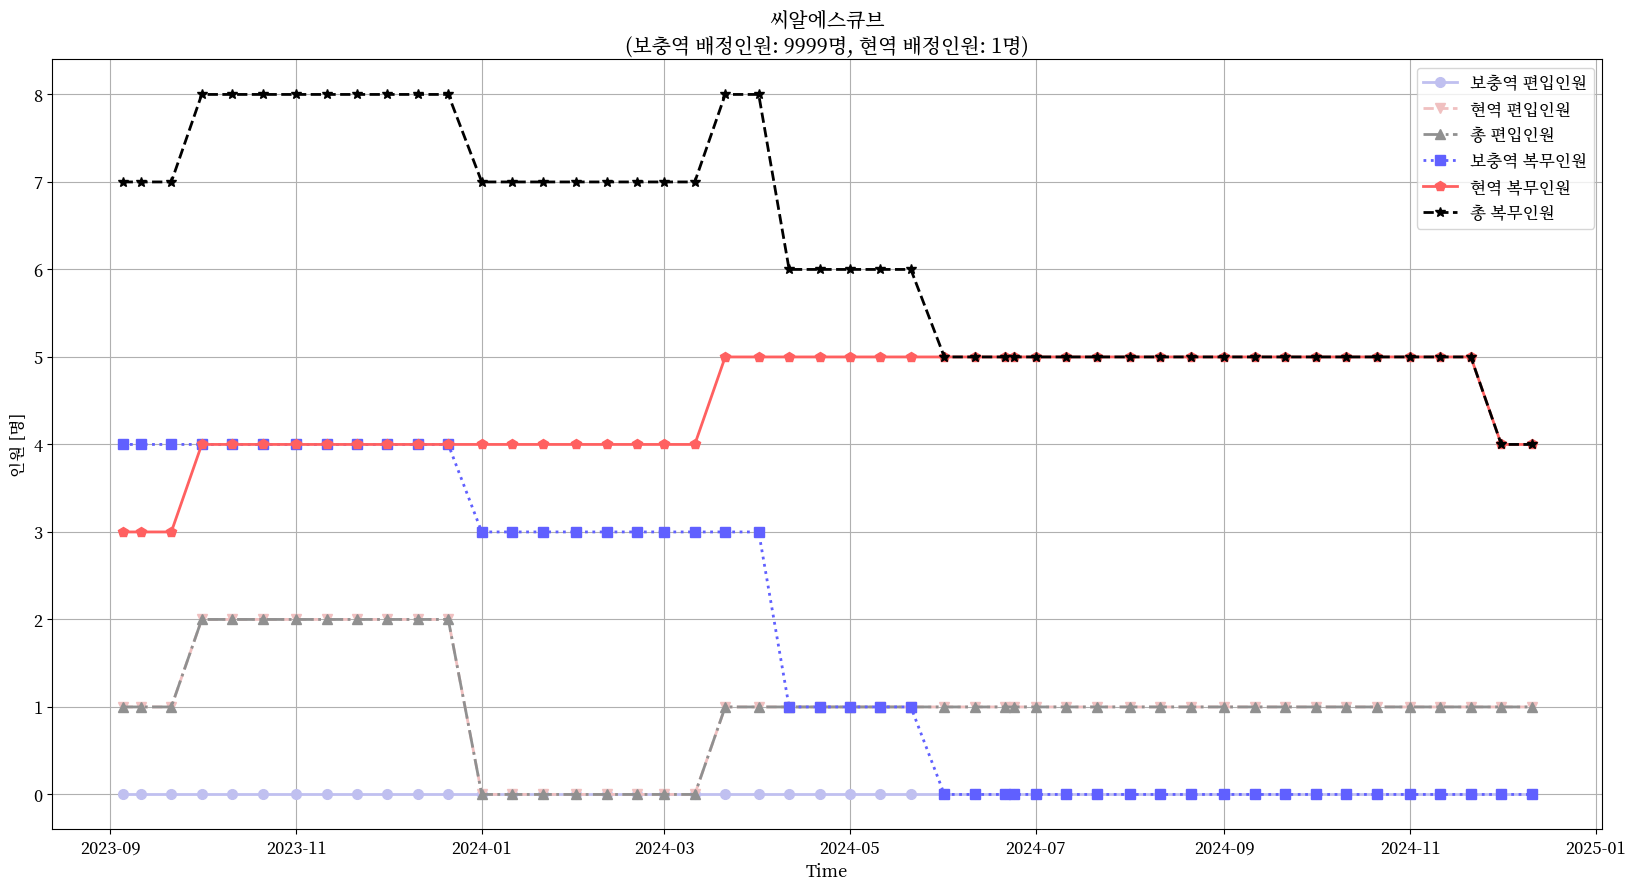 씨알에스큐브
(보충역 배정인원: 9999명, 현역 배정인원: 1명)
보충역 편입인원
현역 편입인원
총 편입인원
보충역 복무인원
현역 복무인원
총 복무인원
인원 [명]
8
7
6
5
4
3
2
1
0
2023-09
2023-11
2024-01
2024-03
2024-05
2024-07
2024-09
2024-11
2025-01
Time